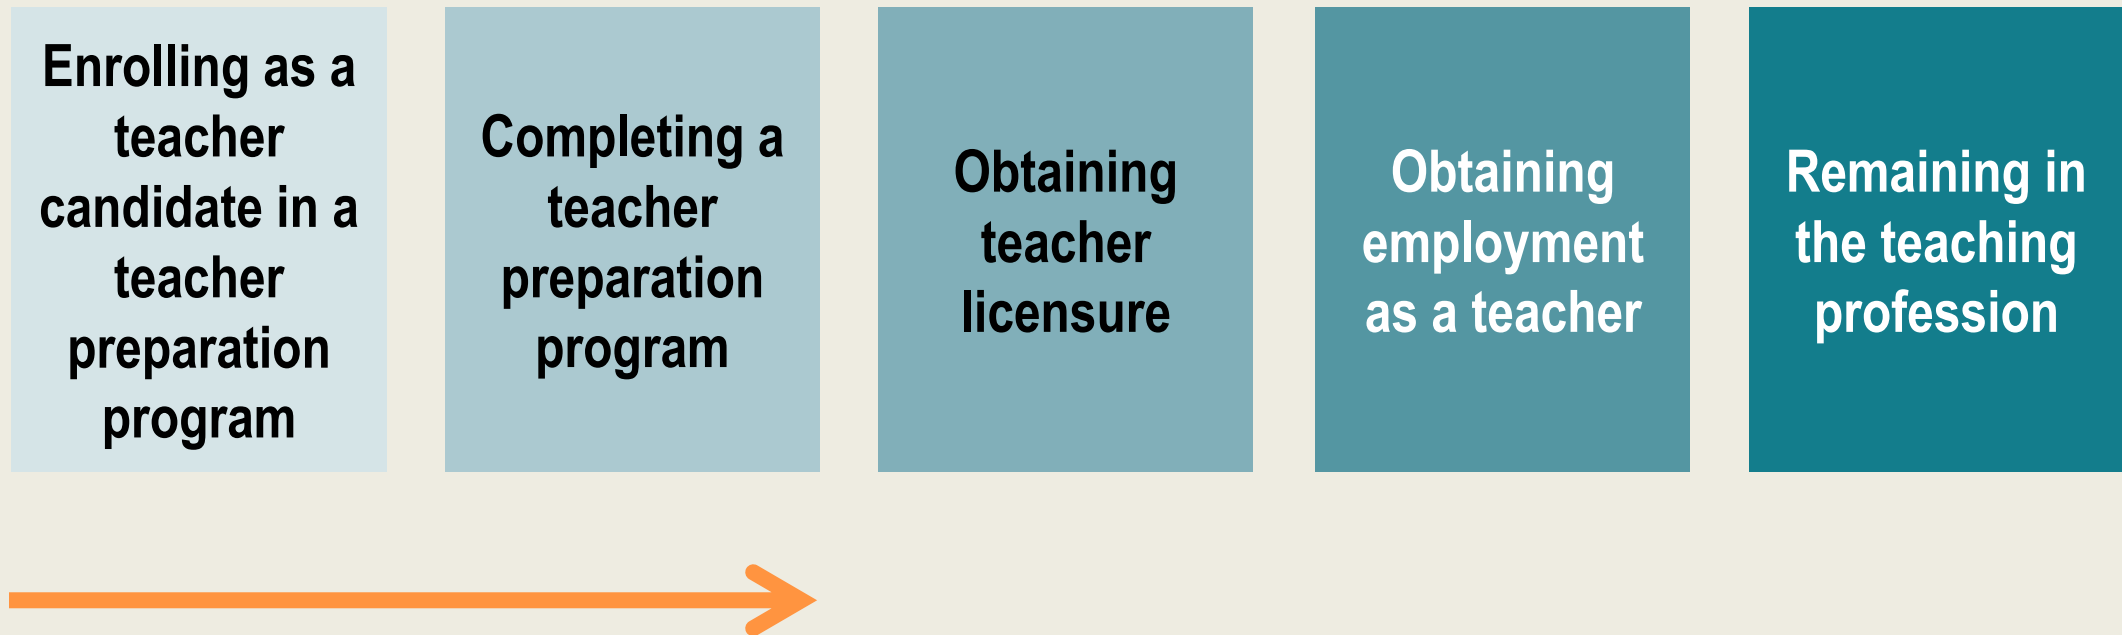 Enrolling as a
teacher
candidate in a
teacher
preparation
program
Completing a
teacher
preparation
program
Obtaining
teacher
licensure
Obtaining
employment
as a teacher
Remaining in
the teaching
profession